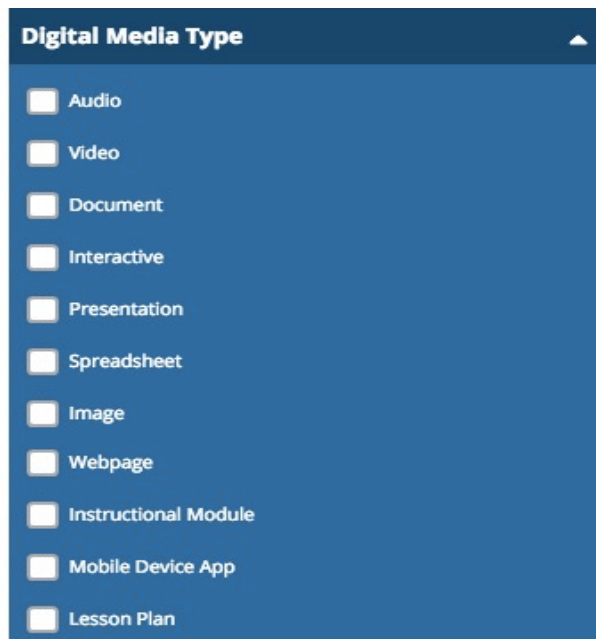 Digital Media Type
Audio
Video
Document
Interactive
Presentation
Spreadsheet
Image
Webpage
Instructional Module
Mobile Device App
Lesson Plan